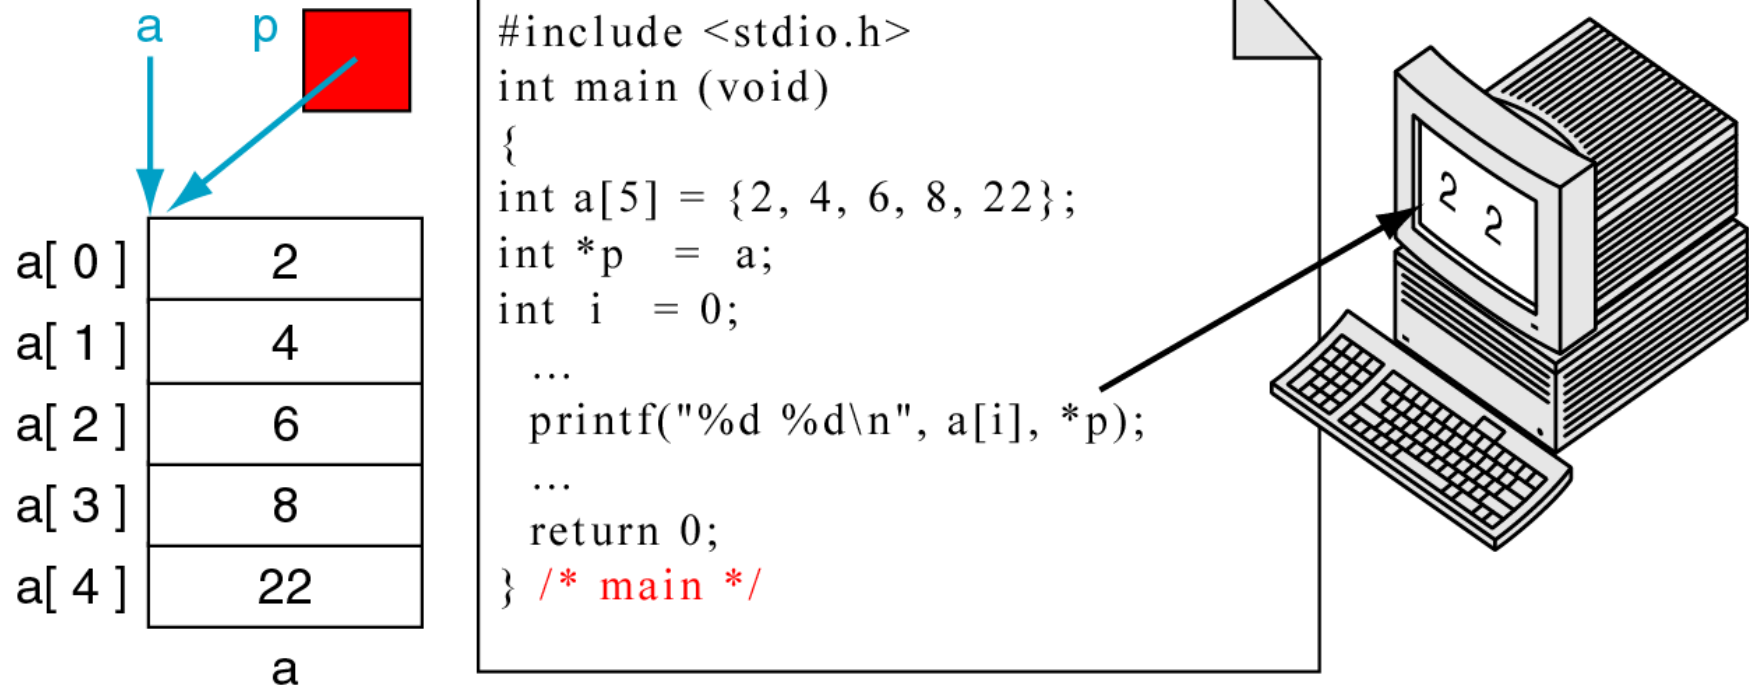 a p
a[ 0 ] 2
a[ 1 ] 4
a[ 2 ] 6
a[ 3 ] 8
a[ 4 ] 22
a
#include <stdio.h>
int main (void)
{
int a[5] = {2, 4, 6, 8, 22};
int *p = a;
int i = 0;
...
printf("%d %d\n", a[i], *p);
...
return 0;
} /* main */
2 2